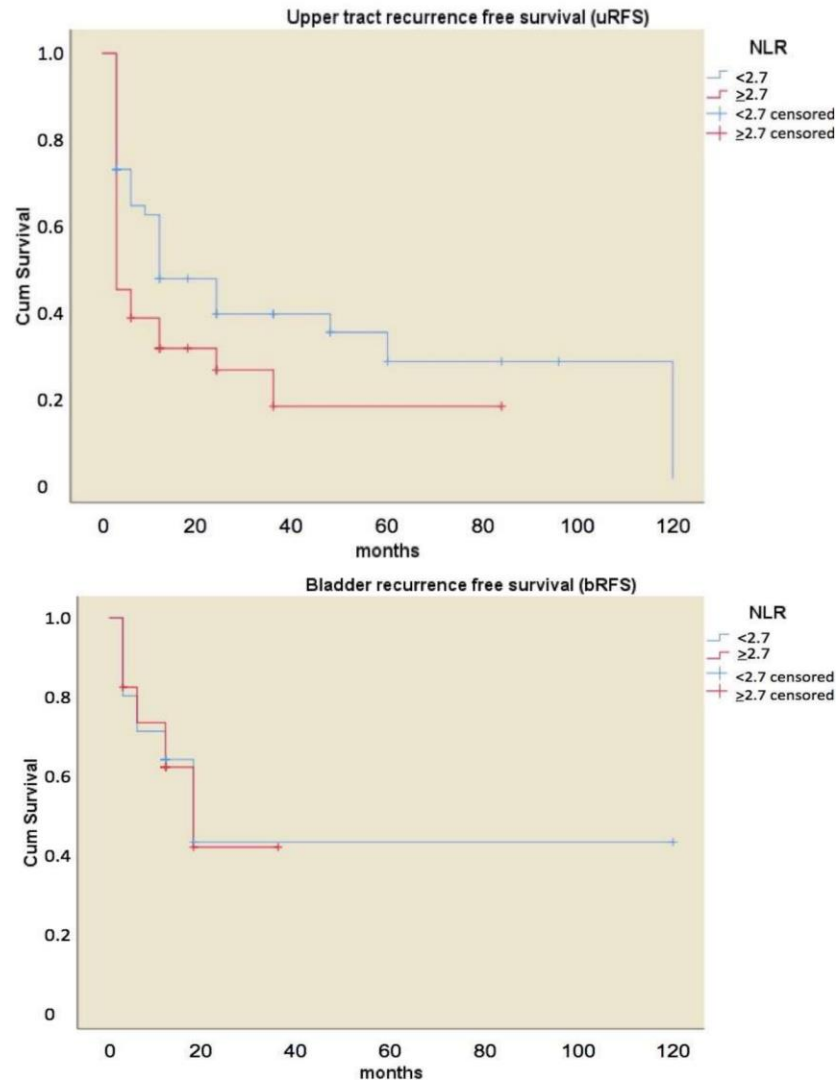 Upper tract recurrence free survival (uRFS)
NLR
<2.7
≥2.7
<2.7 censored
≥2.7 censored
Cum Survival
1.0
0.8
0.6
0.4
0.2
0
0 20 40 60 80 100 120
months
Bladder recurrence free survival (bRFS)
NLR
<2.7
≥2.7
<2.7 censored
≥2.7 censored
Cum Survival
1.0
0.8
0.6
0.4
0.2
0
0 20 40 60 80 100 120
months